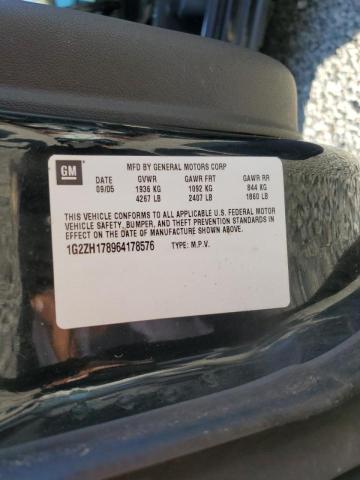 GM
MFD BY GENERAL MOTORS CORP
DATE GVWR GAWR FRT GAWR RR
09/05 1936 KG 1092 KG 844 KG
4267 LB 2407 LB 1860 LB
THIS VEHICLE CONFORMS TO ALL APPLICABLE U.S. FEDERAL MOTOR
VEHICLE SAFETY, BUMPER, AND THEFT PREVENTION STANDARDS IN
EFFECT ON THE DATE OF MANUFACTURE SHOWN ABOVE.
1G2ZH178964178576 TYPE: M.P.V.